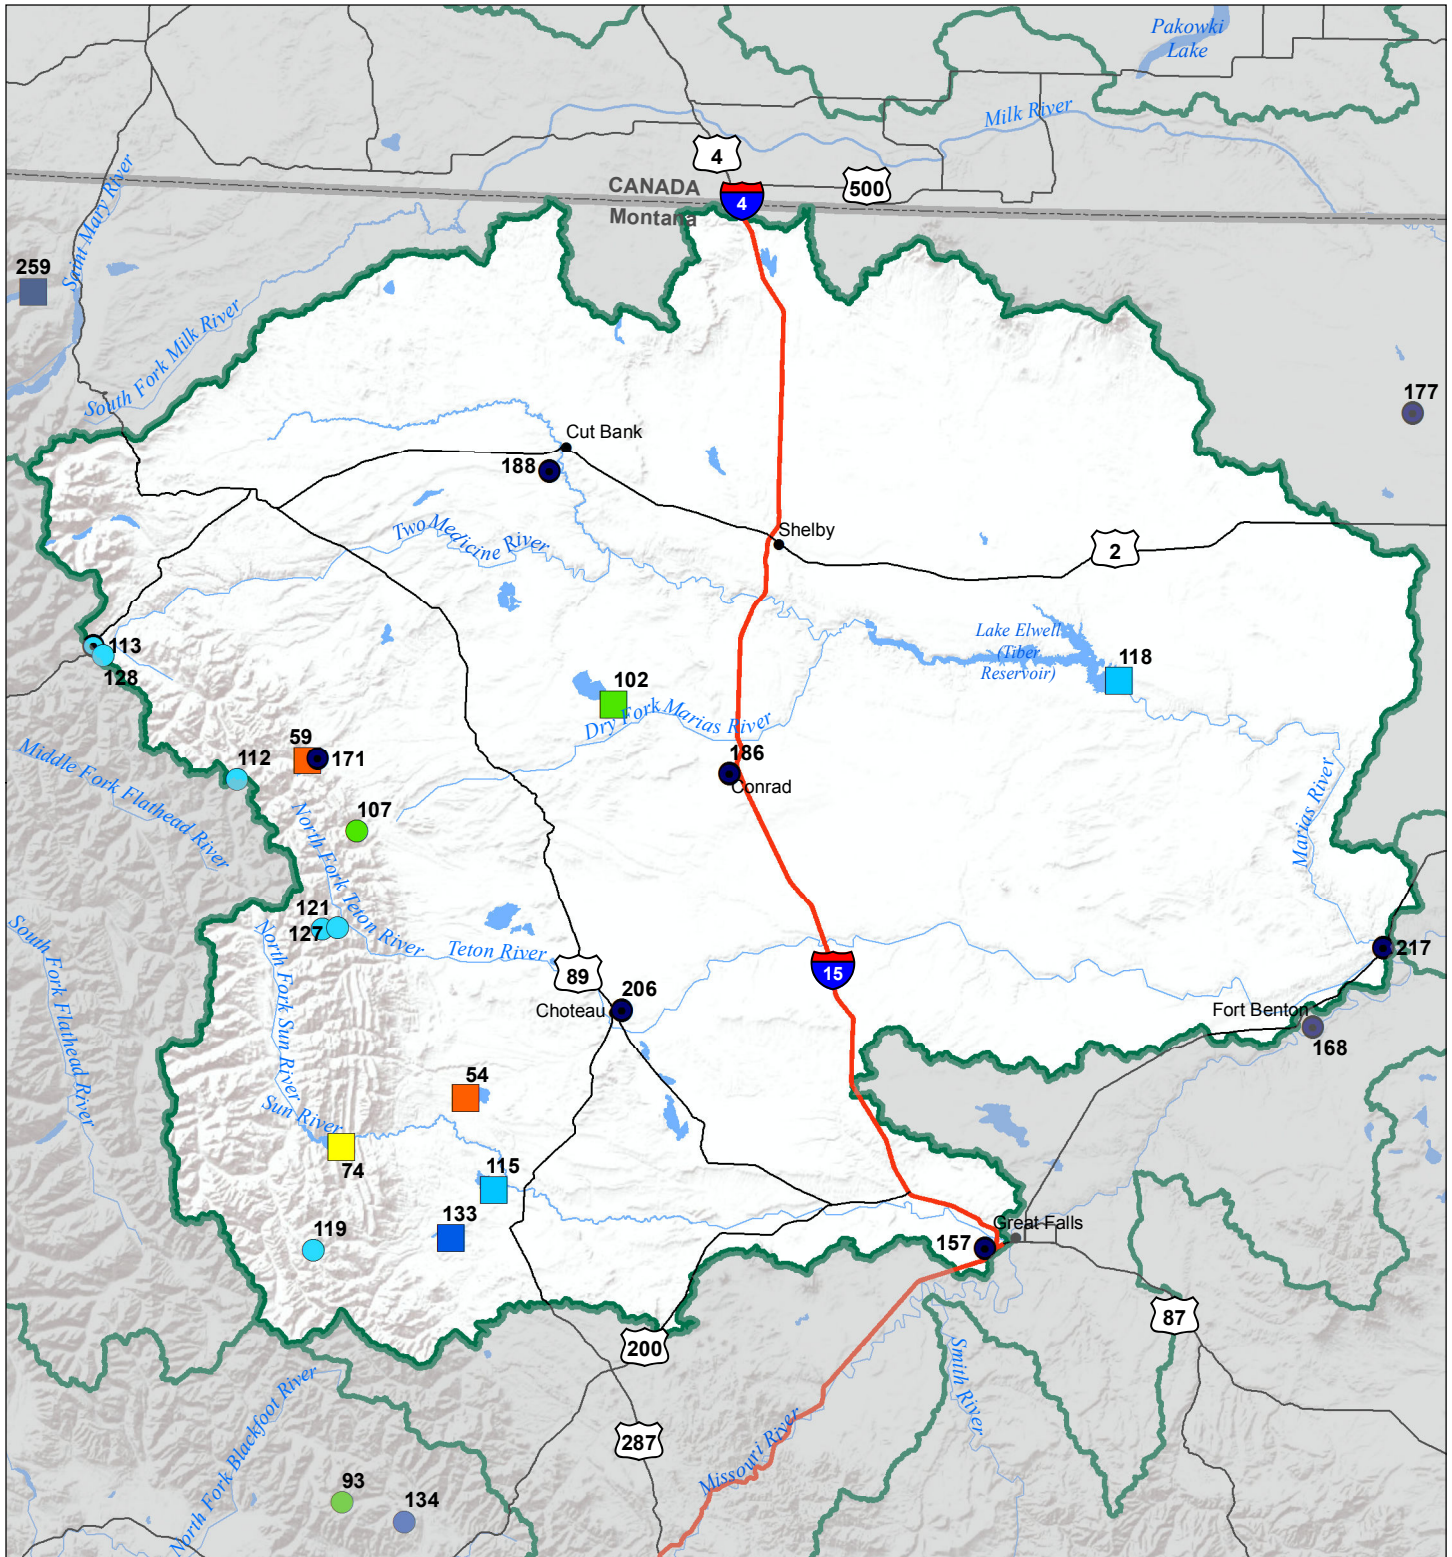 Pakowki
Lake
Milk River
4
CANADA
500
4
Montana
Saint Mary River
259
South Fork Milk River
177
Cut Bank
188
Two Medicine River
Shelby
2
Lake Elwell
(Tiber
Reservoir)
113
128
118
102
Dry Fork Marias River
59
171
112
186
Conrad
Middle Fork Flathead River
107
North Fork Teton River
Marias River
121
127
South Fork Flathead River
North Fork Sun River
Teton River
217
15
89
206
Choteau
Fort Benton
168
54
Sun River
74
115
133
119
Great Falls
157
87
200
Smith River
287
Missouri River
North Fork Blackfoot River
93
134